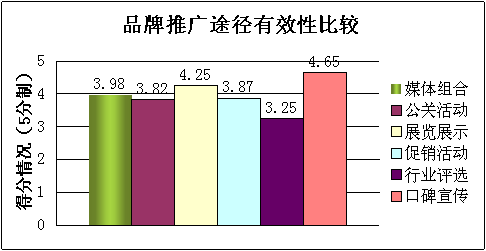 品牌推广途径有效性比较
得分情况（5分制）
5
4
3
2
1
0
3.98
3.82
4.25
3.87
3.25
4.65
媒体组合
公关活动
展览展示
促销活动
行业评选
口碑宣传